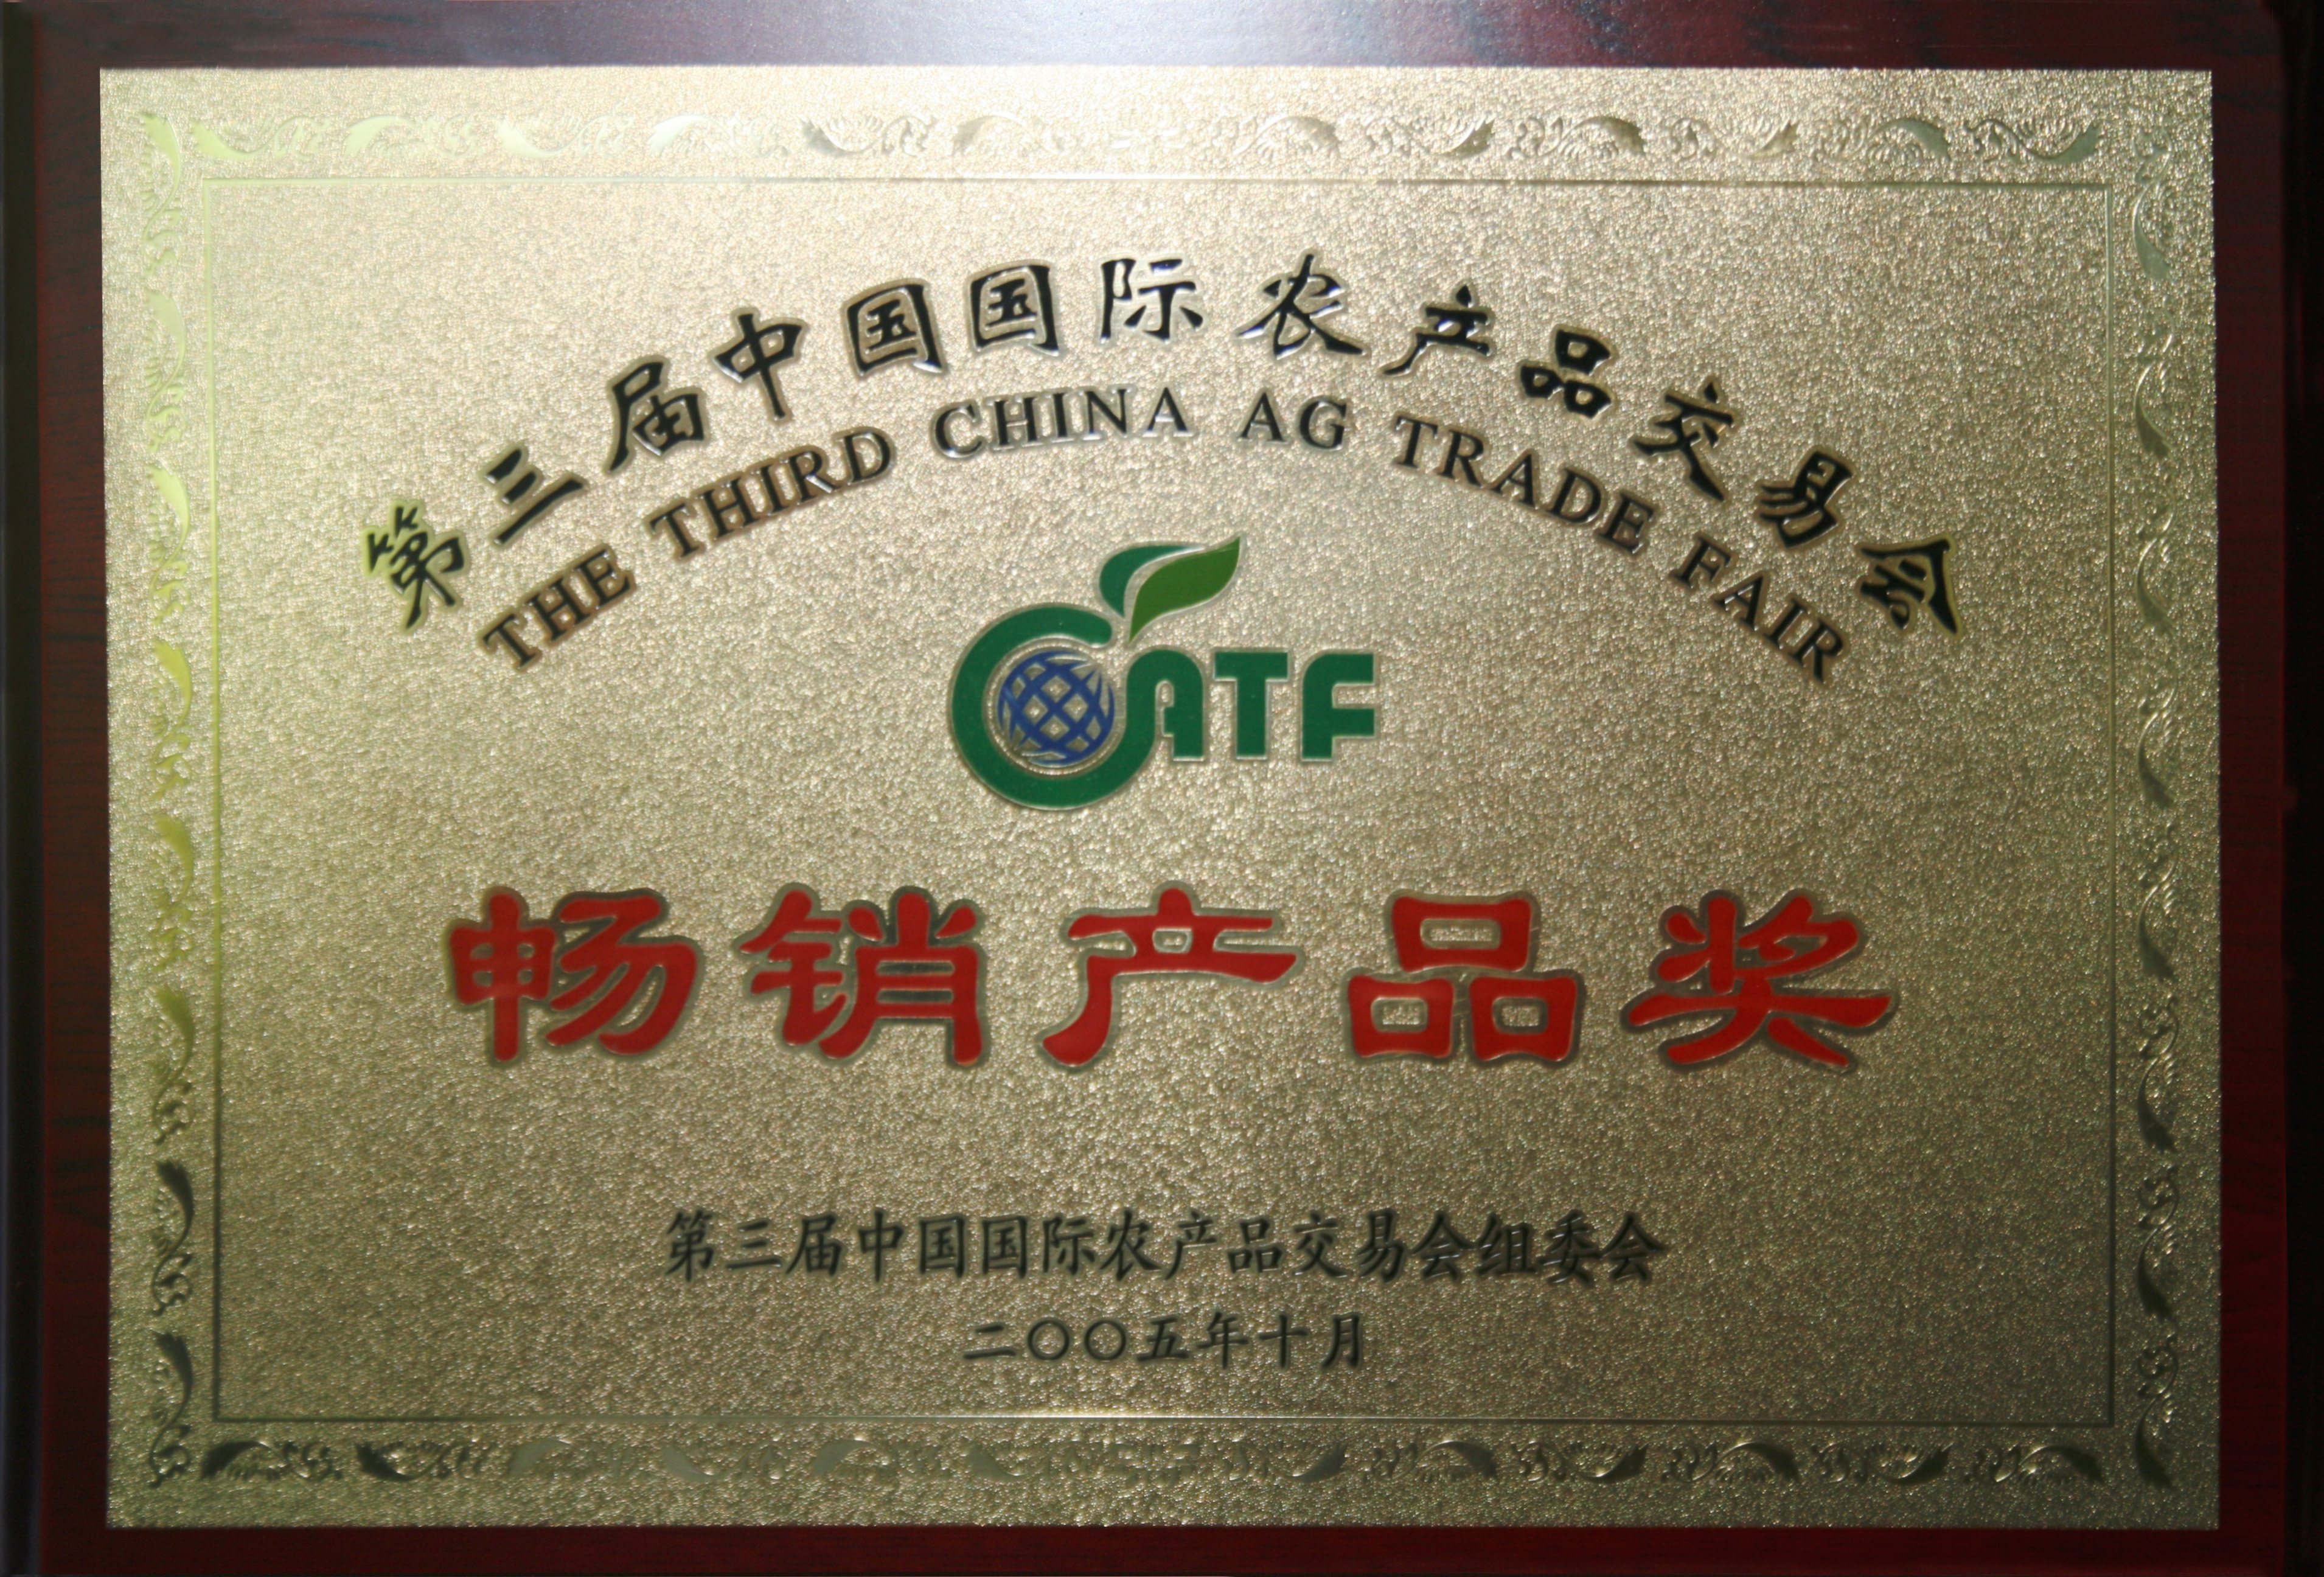 第三届中国国际农产品交易会
THE THIRD CHINA AG TRADE FAIR
CATF
畅销产品奖
第三届中国国际农产品交易会组委会
二〇〇五年十月